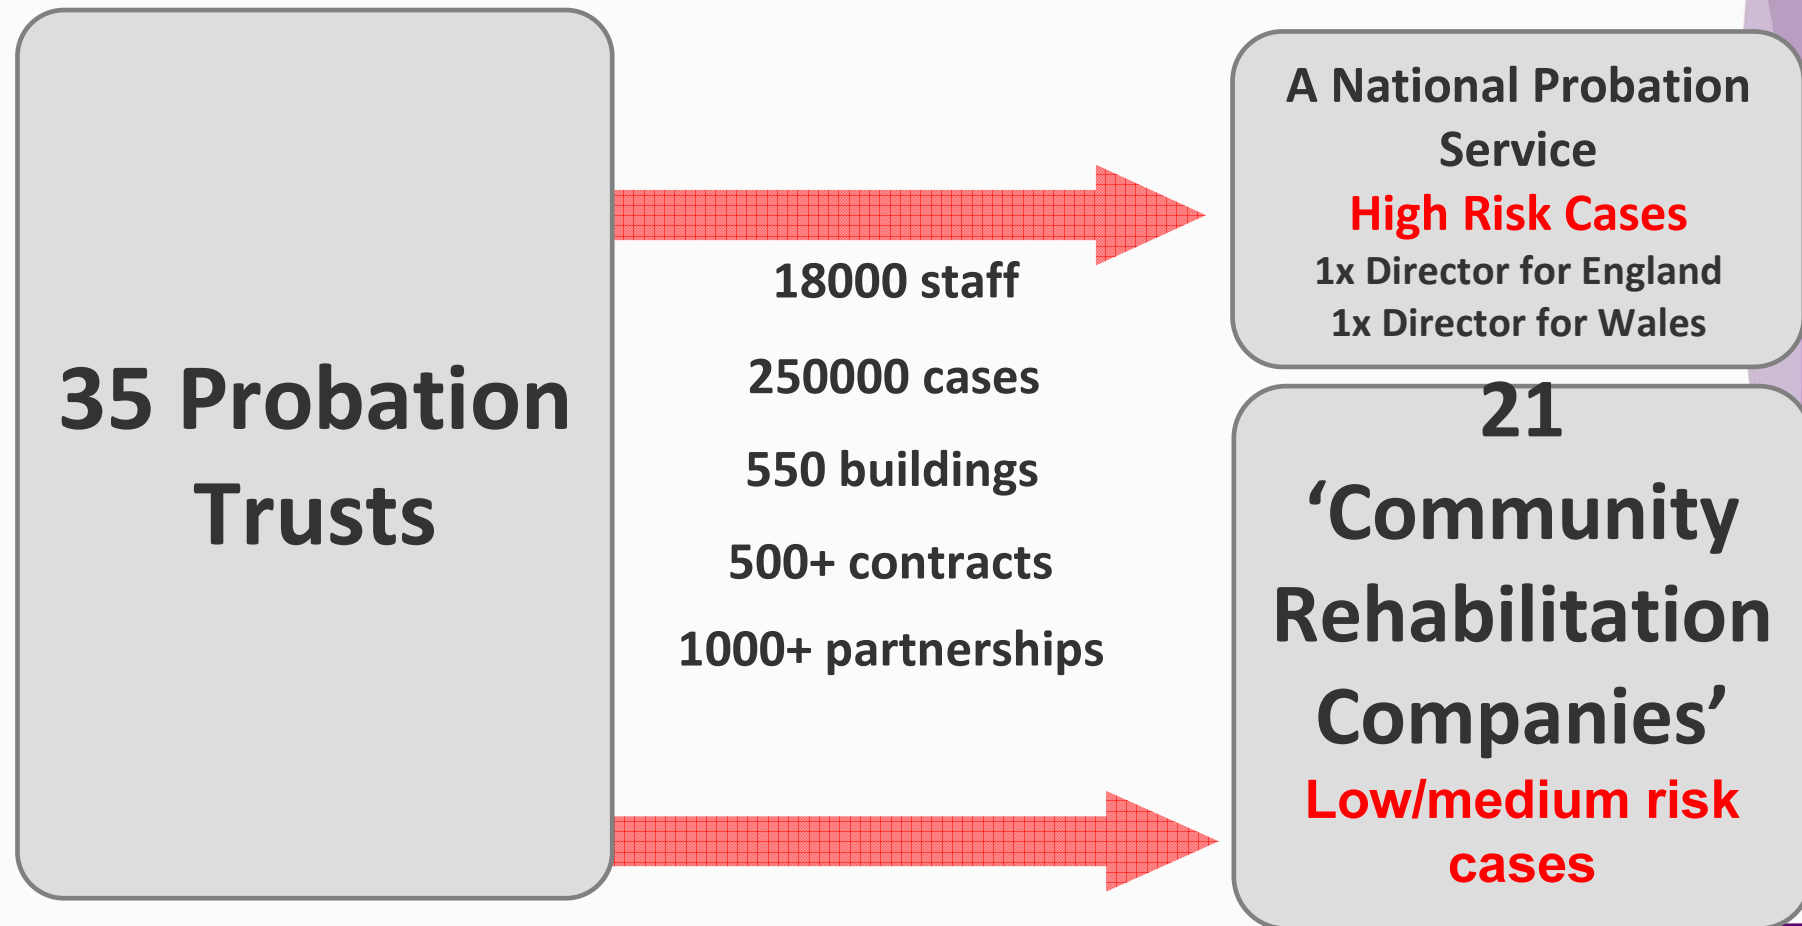 35 Probation
Trusts
18000 staff
250000 cases
550 buildings
500+ contracts
1000+ partnerships
A National Probation
Service
High Risk Cases
1x Director for England
1x Director for Wales
21
‘Community
Rehabilitation
Companies’
Low/medium risk
cases